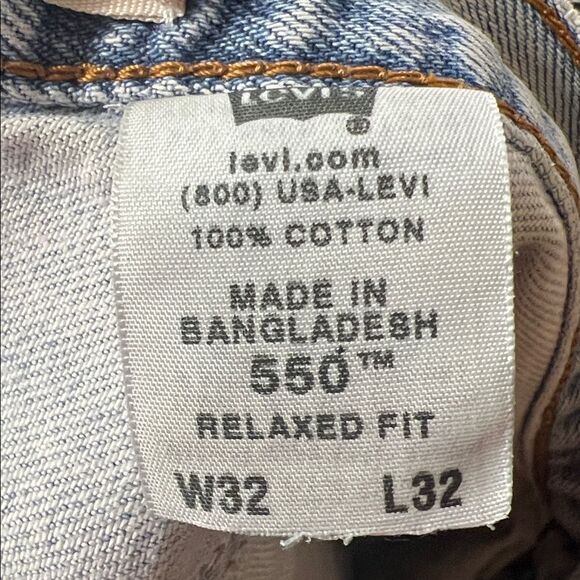 LEVI'S
®
levi.com
(800) USA-LEVI
100% COTTON
MADE IN
BANGLADESH
550™
RELAXED FIT
W32 L32